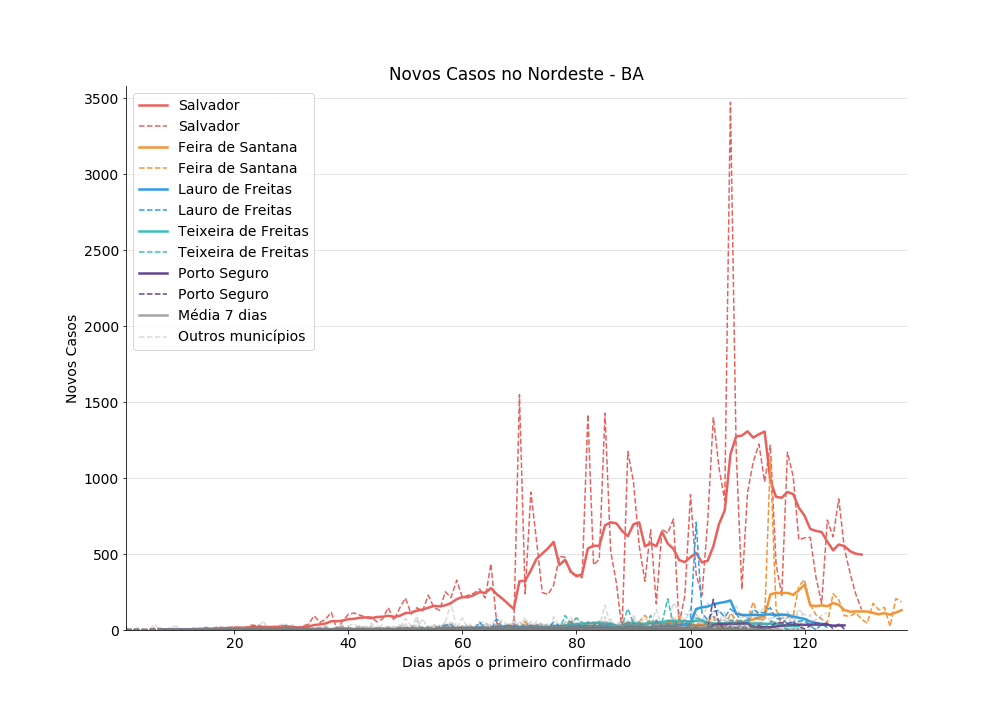 Novos Casos no Nordeste - BA
Salvador
Salvador
Feira de Santana
Feira de Santana
Lauro de Freitas
Lauro de Freitas
Teixeira de Freitas
Teixeira de Freitas
Porto Seguro
Porto Seguro
Média 7 dias
Outros municípios
3500
3000
2500
2000
1500
1000
500
0
Novos Casos
20 40 60 80 100 120
Dias após o primeiro confirmado